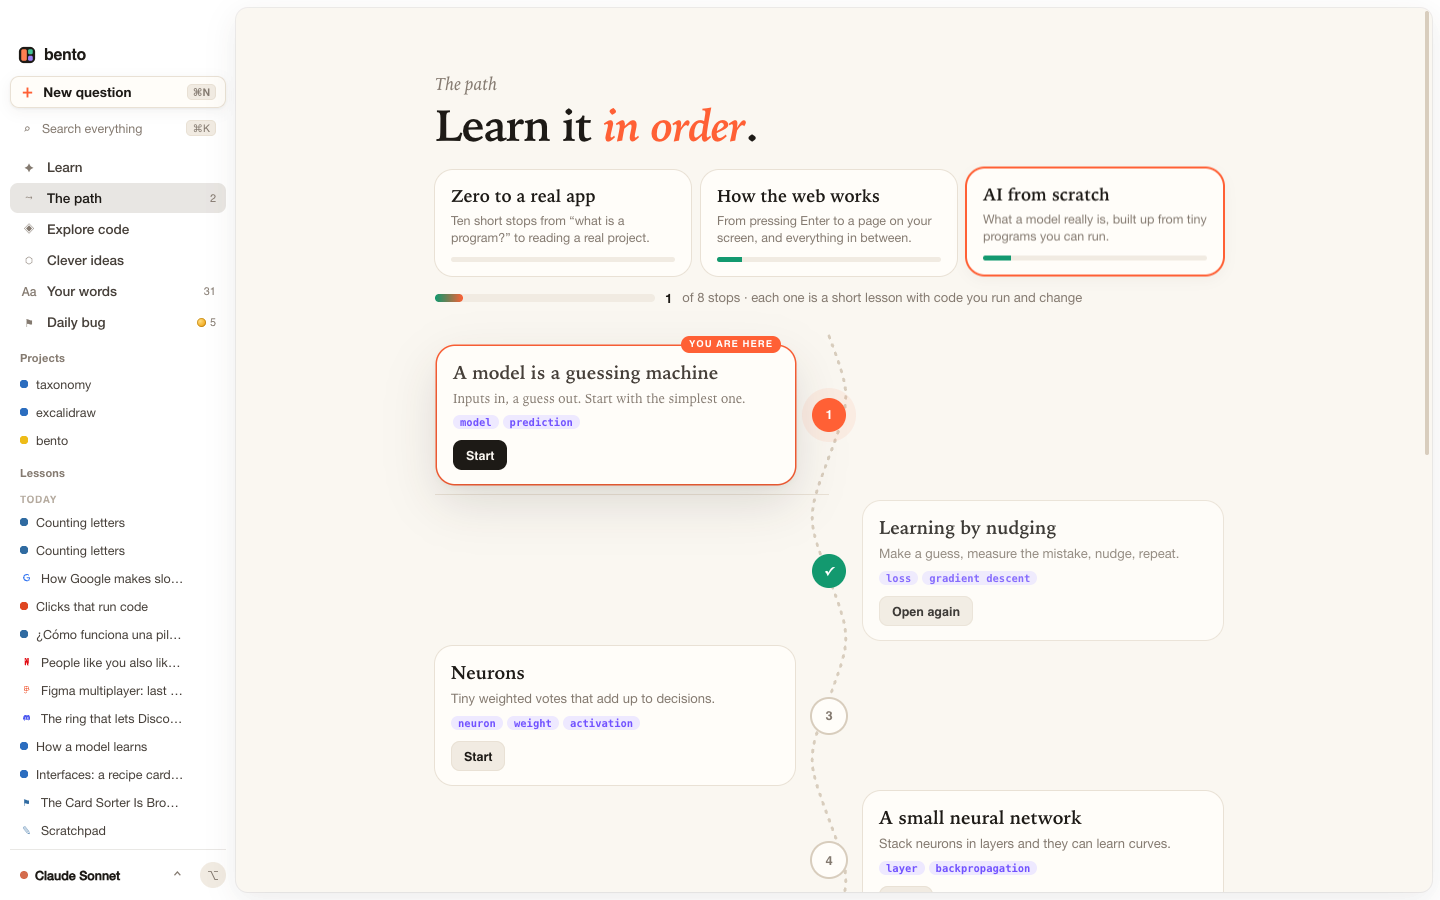 bento
New question
⌘N
Search everything
⌘K
Learn
The path
2
Explore code
Clever ideas
Aa Your words
31
Daily bug
5
Projects
taxonomy
excalidraw
bento
Lessons
TODAY
Counting letters
Counting letters
How Google makes slo…
Clicks that run code
¿Cómo funciona una pil…
People like you also lik…
Figma multiplayer: last …
The ring that lets Disco…
How a model learns
Interfaces: a recipe card…
The Card Sorter Is Bro…
Scratchpad
Claude Sonnet
The path
Learn it in order.
Zero to a real app
Ten short stops from “what is a
program?” to reading a real project.
How the web works
From pressing Enter to a page on your
screen, and everything in between.
AI from scratch
What a model really is, built up from tiny
programs you can run.
1 of 8 stops · each one is a short lesson with code you run and change
YOU ARE HERE
A model is a guessing machine
Inputs in, a guess out. Start with the simplest one.
model prediction
Start
1
Learning by nudging
Make a guess, measure the mistake, nudge, repeat.
loss gradient descent
Open again
Neurons
Tiny weighted votes that add up to decisions.
neuron weight activation
Start
3
A small neural network
Stack neurons in layers and they can learn curves.
layer backpropagation
4